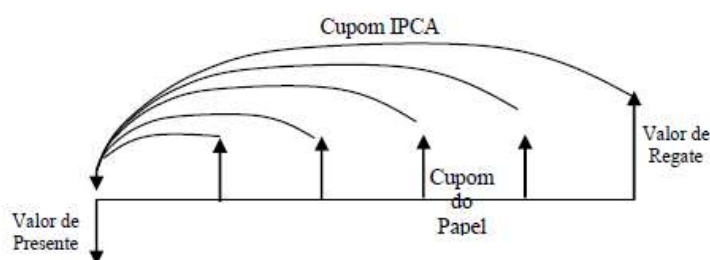 Cupom IPCA
Valor de
Regate
Cupom
do
Papel
Valor de
Presente